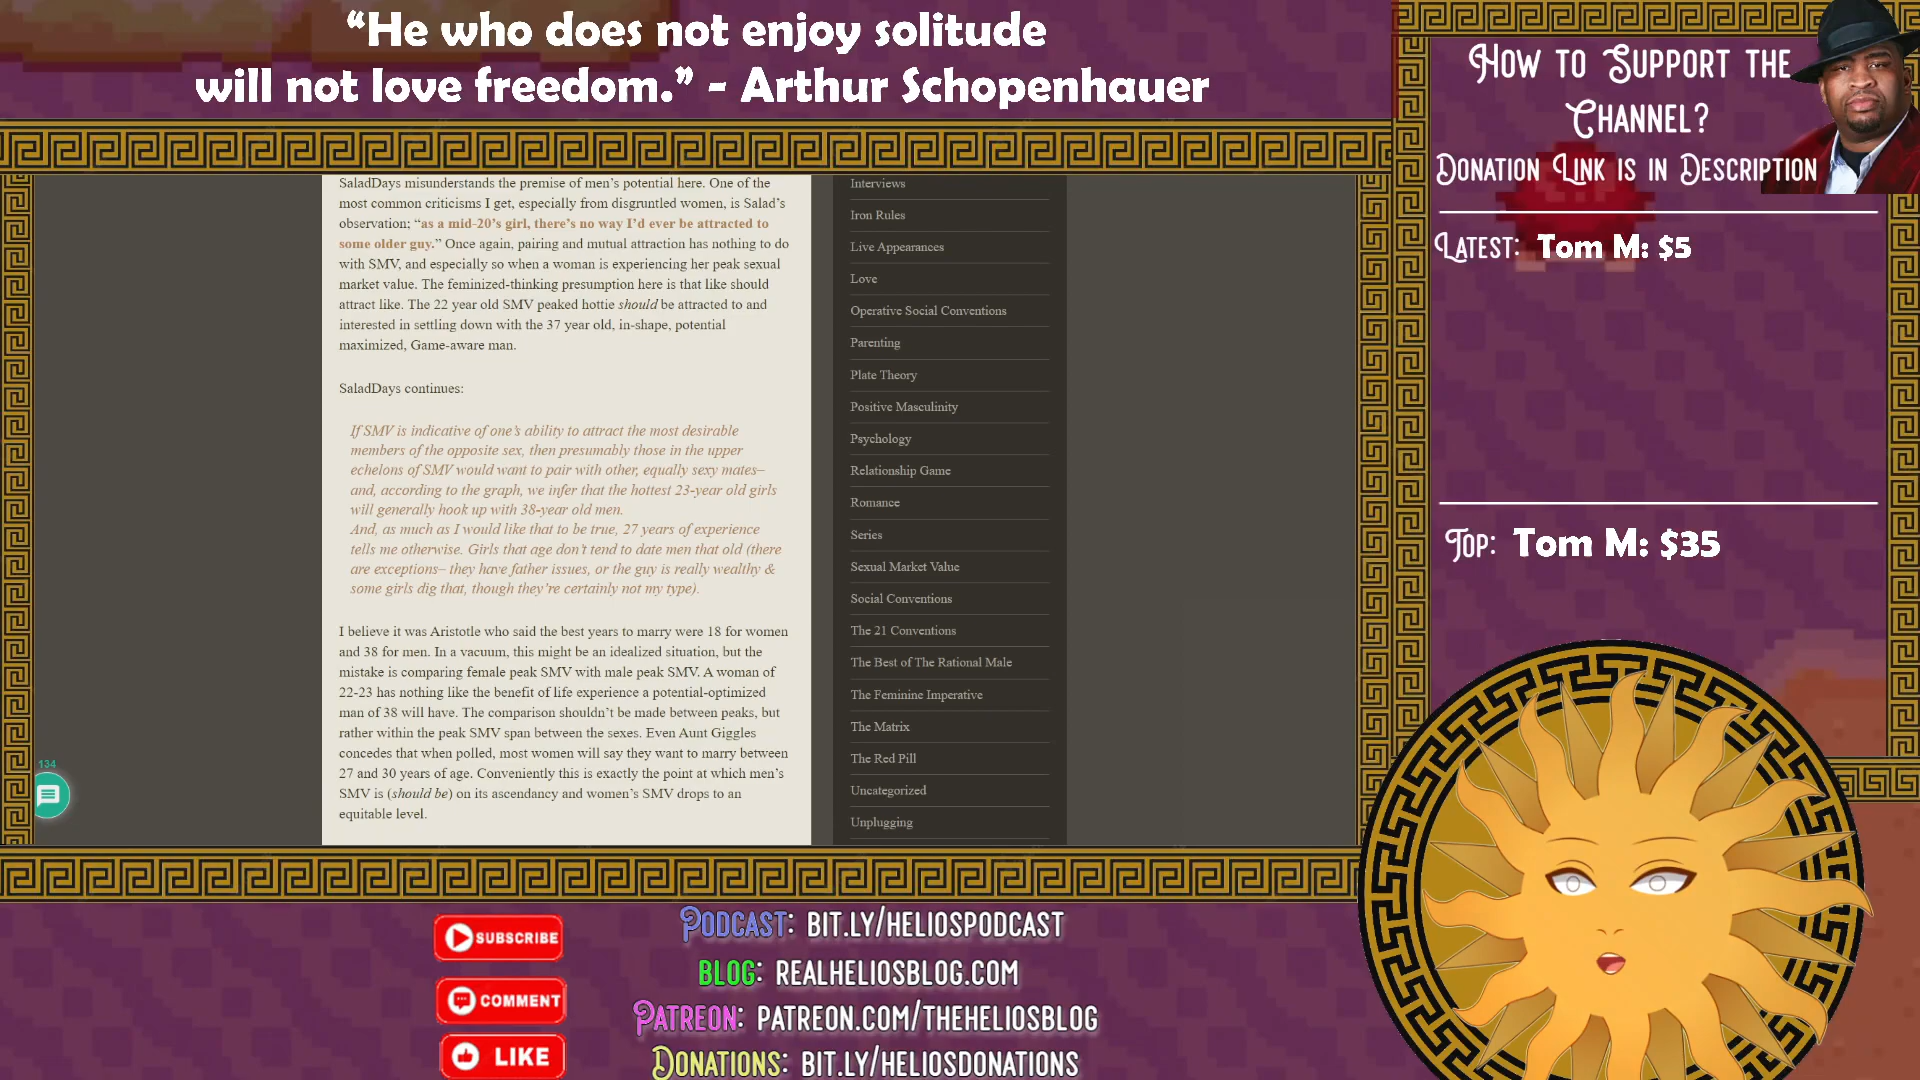 “He who does not enjoy solitude
will not love freedom.” - Arthur Schopenhauer
How to Support the
Channel?
Donation Link is in Description
Latest: Tom M: $5
Top: Tom M: $35
SaladDays misunderstands the premise of men’s potential here. One of the
most common criticisms I get, especially from disgruntled women, is Salad’s
observation; “as a mid-20’s girl, there’s no way I’d ever be attracted to
some older guy.” Once again, pairing and mutual attraction has nothing to do
with SMV, and especially so when a woman is experiencing her peak sexual
market value. The feminized-thinking presumption here is that like should
attract like. The 22 year old SMV peaked hottie should be attracted to and
interested in settling down with the 37 year old, in-shape, potential
maximized, Game-aware man.
SaladDays continues:
If SMV is indicative of one’s ability to attract the most desirable
members of the opposite sex, then presumably those in the upper
echelons of SMV would want to pair with other, equally sexy mates–
and, according to the graph, we infer that the hottest 23-year old girls
will generally hook up with 38-year old men.
And, as much as I would like that to be true, 27 years of experience
tells me otherwise. Girls that age don’t tend to date men that old (there
are exceptions– they have father issues, or the guy is really wealthy &
some girls dig that, though they’re certainly not my type).
I believe it was Aristotle who said the best years to marry were 18 for women
and 38 for men. In a vacuum, this might be an idealized situation, but the
mistake is comparing female peak SMV with male peak SMV. A woman of
22-23 has nothing like the benefit of life experience a potential-optimized
man of 38 will have. The comparison shouldn’t be made between peaks, but
rather within the peak SMV span between the sexes. Even Aunt Giggles
concedes that when polled, most women will say they want to marry between
27 and 30 years of age. Conveniently this is exactly the point at which men’s
SMV is (should be) on its ascendancy and women’s SMV drops to an
equitable level.
Interviews
Iron Rules
Live Appearances
Love
Operative Social Conventions
Parenting
Plate Theory
Positive Masculinity
Psychology
Relationship Game
Romance
Series
Sexual Market Value
Social Conventions
The 21 Conventions
The Best of The Rational Male
The Feminine Imperative
The Matrix
The Red Pill
Uncategorized
Unplugging
134
SUBSCRIBE
COMMENT
LIKE
Podcast: bit.ly/heliospodcast
Blog: realheliosblog.com
Patreon: patreon.com/theheliosblog
Donations: bit.ly/heliosdonations